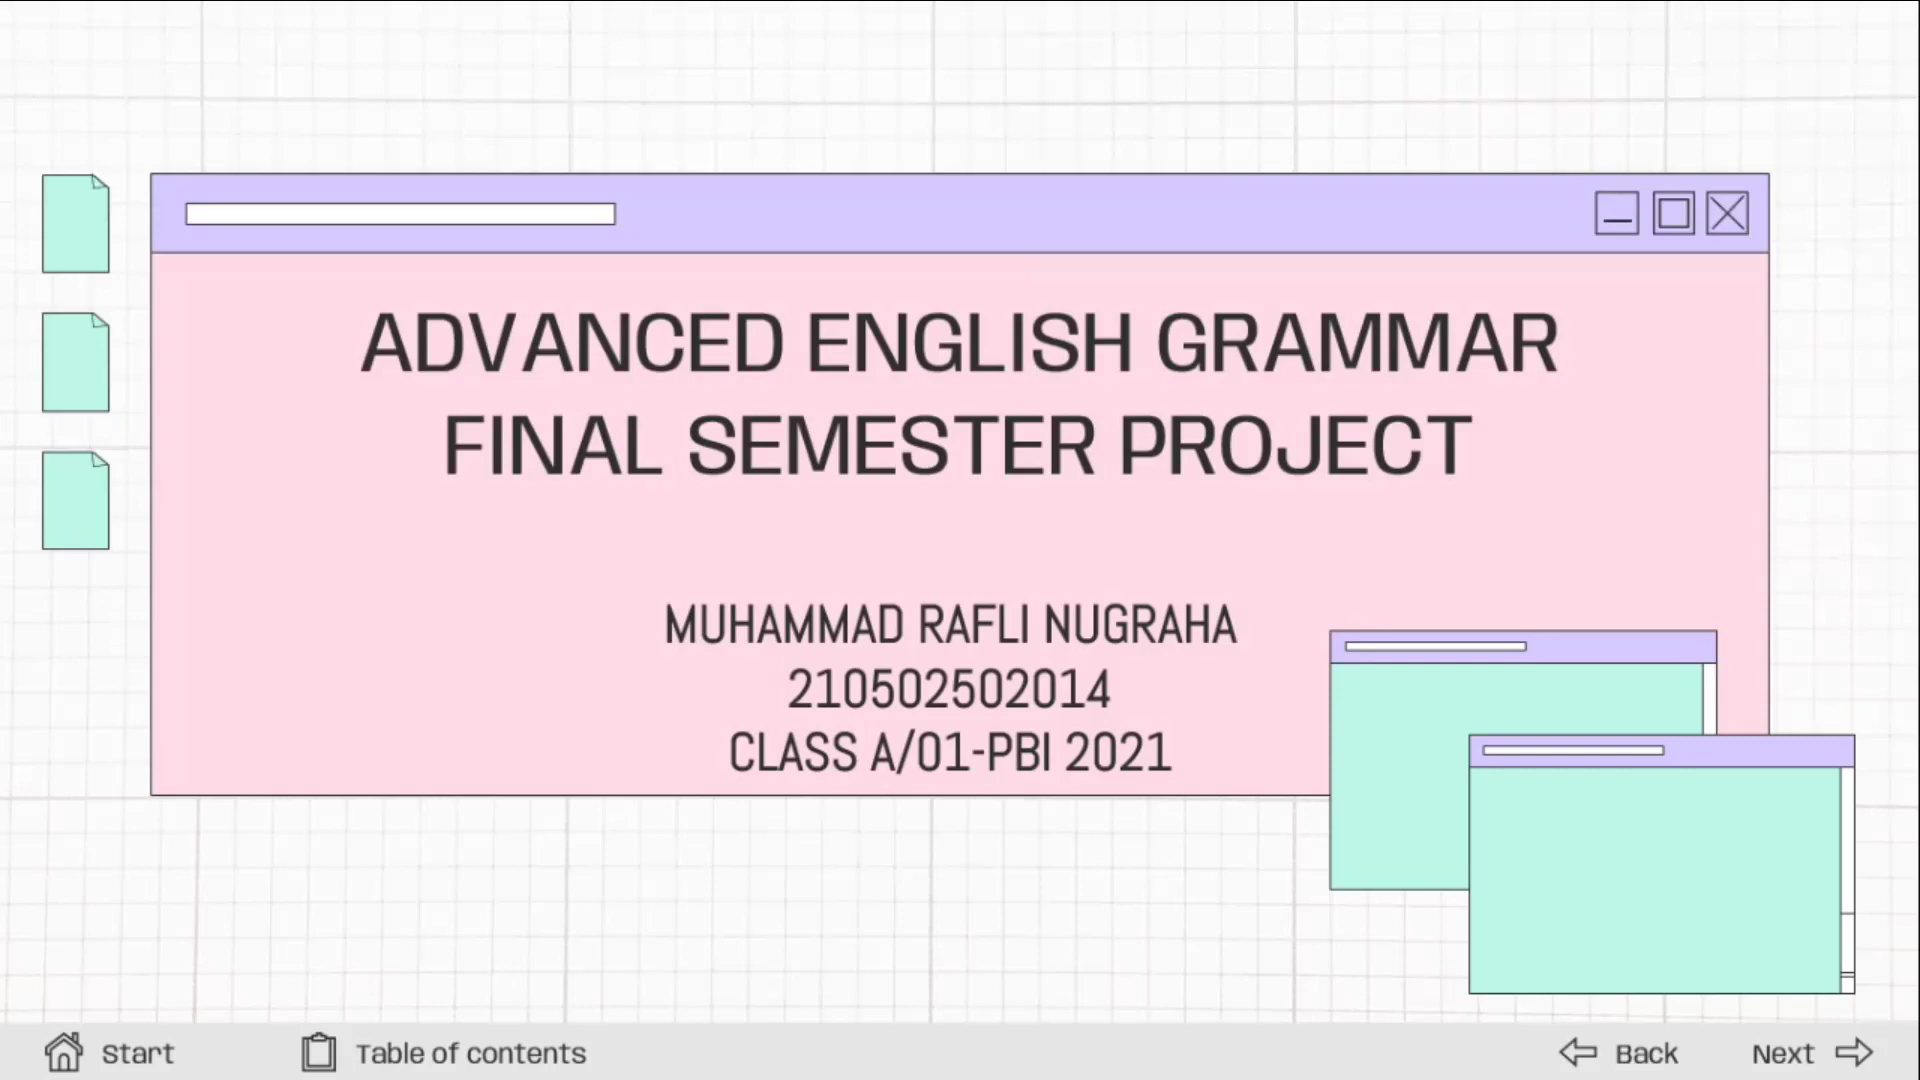 ADVANCED ENGLISH GRAMMAR
FINAL SEMESTER PROJECT
MUHAMMAD RAFLI NUGRAHA
210502502014
CLASS A/01-PBI 2021
Start
Table of contents
Back
Next